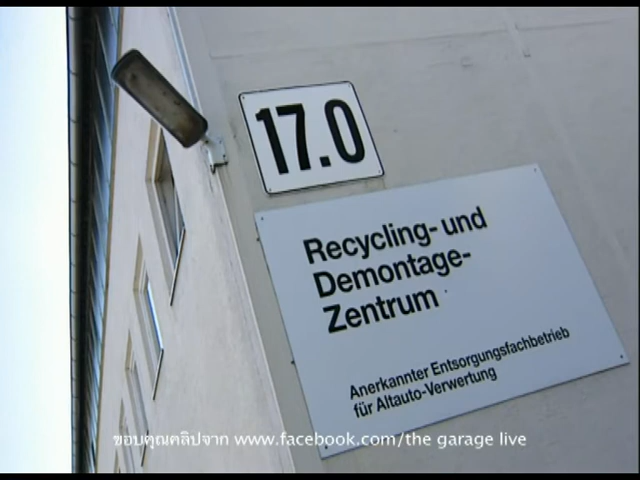 17.0
Recycling- und
Demontage-
Zentrum
Anerkannter Entsorgungsfachbetrieb
für Altauto-Verwertung
ขอบคุณคลิปจาก www.facebook.com/the garage live